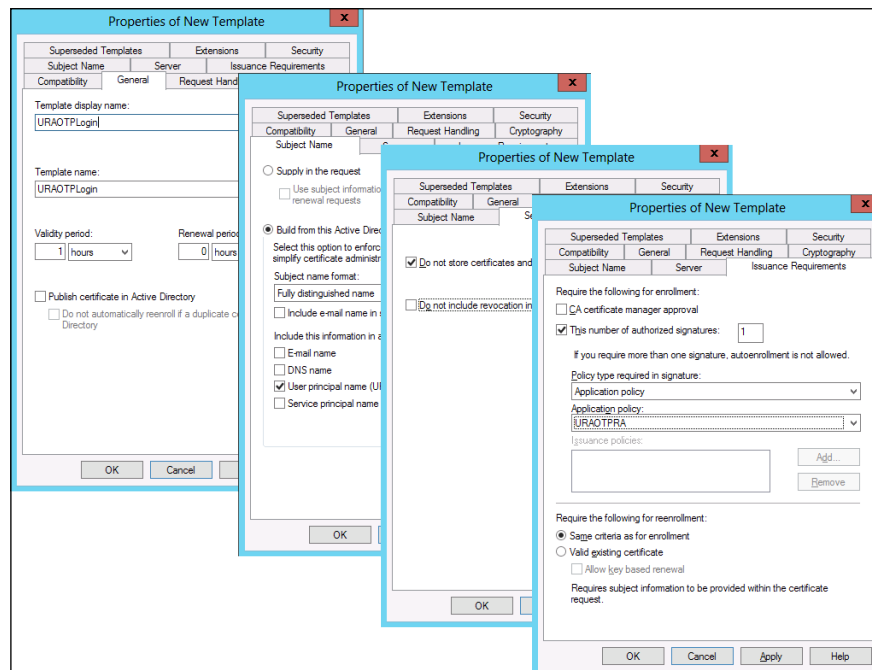 Properties of New Template
x
Superseded Templates Extensions Security
Subject Name Server Issuance Requirements
Compatibility General Request Handl
Template display name:
URAOTPLogin
Template name:
URAOTPLogin
Validity period: Renewal period
1 hours 0 hours
Publish certificate in Active Directory
Do not automatically reenroll if a duplicate ce
Directory
OK Cancel
Properties of New Template
Superseded Templates Extensions Security
Compatibility General Request Handling Cryptography
Subject Name
Supply in the request
Use subject information
renewal requests
Build from this Active Direc
Select this option to enforc
simplify certificate administr
Subject name format:
Fully distinguished name
Include e-mail name in s
Include this information in a
E-mail name
DNS name
User principal name (UP
Service principal name
OK
Properties of New Template
x
Superseded Templates Extensions Security
Compatibility General
Subject Name Se
Do not store certificates and
Do not include revocation in
OK
Properties of New Template
x
Superseded Templates Extensions Security
Compatibility General Request Handling Cryptography
Subject Name Server Issuance Requirements
Require the following for enrollment:
CA certificate manager approval
This number of authorized signatures: 1
If you require more than one signature, autoenrollment is not allowed.
Policy type required in signature:
Application policy
Application policy:
URAOTPRA
Issuance policies:
Add...
Remove
Require the following for reenrollment:
Same criteria as for enrollment
Valid existing certificate
Allow key based renewal
Requires subject information to be provided within the certificate
request.
OK Cancel Apply Help